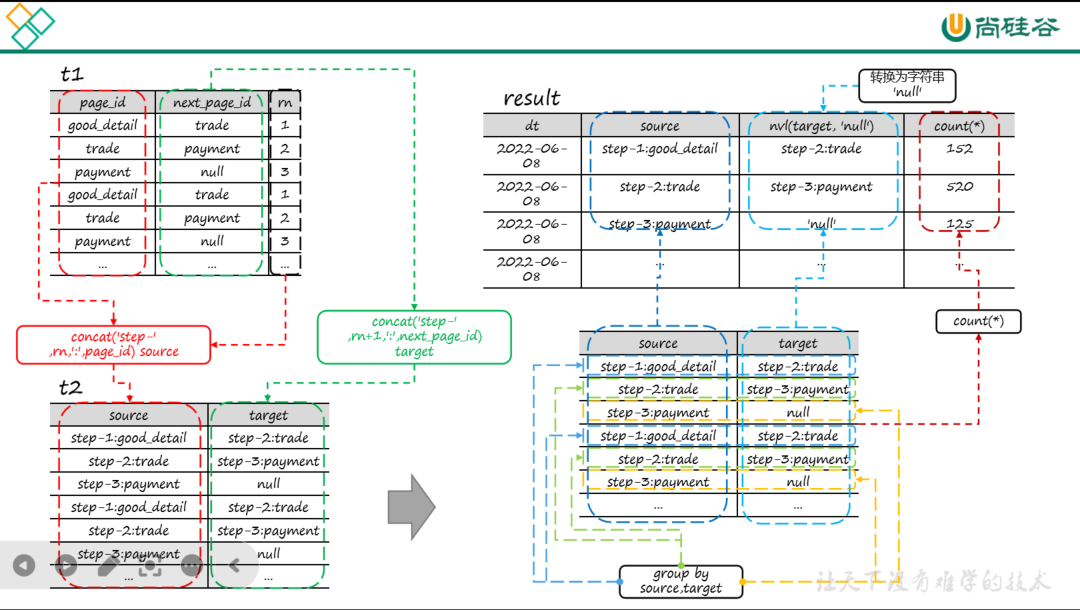 尚硅谷
t1
page_id next_page_id rn
good_detail trade 1
trade payment 2
payment null 3
good_detail trade 1
trade payment 2
payment null 3
... ... ...
concat('step-'
,rn,':',page_id) source
concat('step-'
,rn+1,':',next_page_id)
target
t2
source target
step-1:good_detail step-2:trade
step-2:trade step-3:payment
step-3:payment null
step-1:good_detail step-2:trade
step-2:trade step-3:payment
step-3:payment null
... ...
转换为字符串
'null'
result
dt source nvl(target, 'null') count(*)
2022-06-
08 step-1:good_detail step-2:trade 152
2022-06-
08 step-2:trade step-3:payment 520
2022-06-
08 step-3:payment 'null' 125
2022-06-
08 ... ... ...
count(*)
source target
step-1:good_detail step-2:trade
step-2:trade step-3:payment
step-3:payment null
step-1:good_detail step-2:trade
step-2:trade step-3:payment
step-3:payment null
... ...
group by
source,target
让天下没有难学的技术